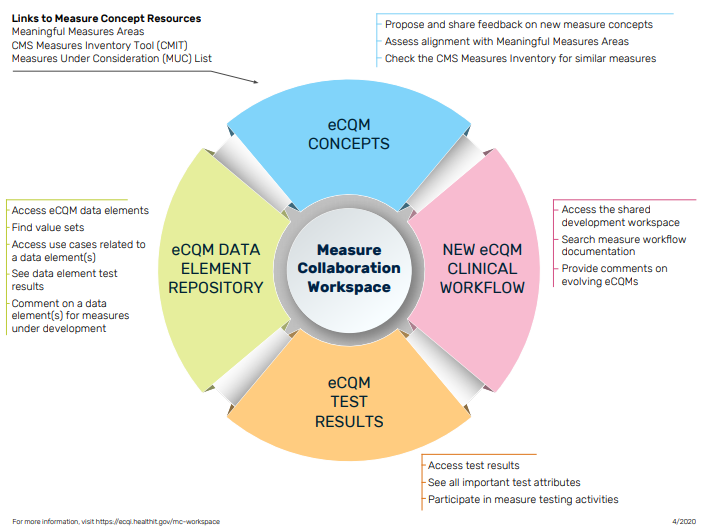 Links to Measure Concept Resources
Meaningful Measures Areas
CMS Measures Inventory Tool (CMIT)
Measures Under Consideration (MUC) List
Propose and share feedback on new measure concepts
Assess alignment with Meaningful Measures Areas
Check the CMS Measures Inventory for similar measures
eCQM
CONCEPTS
Access eCQM data elements
Find value sets
Access use cases related to
a data element(s)
See data element test
results
Comment on a data
element(s) for measures
under development
eCQM DATA
ELEMENT
REPOSITORY
Measure
Collaboration
Workspace
NEW eCQM
CLINICAL
WORKFLOW
Access the shared
development workspace
Search measure workflow
documentation
Provide comments on
evolving eCQMs
eCQM
TEST
RESULTS
Access test results
See all important test attributes
Participate in measure testing activities
For more information, visit https://ecqi.healthit.gov/mc-workspace
4/2020